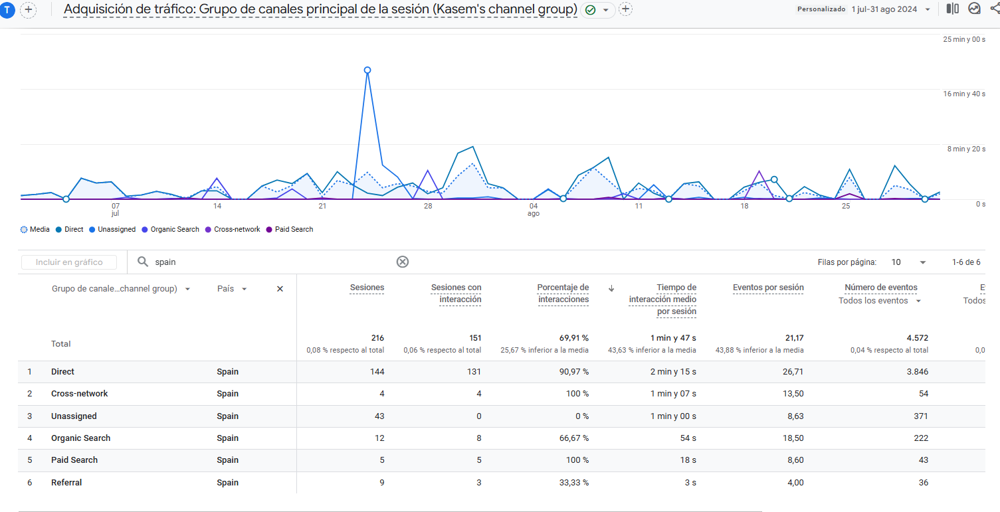 T
Adquisición de tráfico: Grupo de canales principal de la sesión (Kasem's channel group)
Personalizado 1 jul-31 ago 2024
25 min y 00 s
16 min y 40 s
8 min y 20 s
0 s
07 jul 14 21 28 04 ago 11 18 25
Media Direct Unassigned Organic Search Cross-network Paid Search
Incluir en gráfico spain Filas por página: 10 1-6 de 6
Grupo de canale…channel group) País
Sesiones
Sesiones con interacción
Porcentaje de interacciones
Tiempo de interacción medio por sesión
Eventos por sesión
Número de eventos
Todos los eventos
E
Todos
Total 216 151 69,91 % 1 min y 47 s 21,17 4.572
0,08 % respecto al total 0,06 % respecto al total 25,67 % inferior a la media 43,63 % inferior a la media 43,88 % inferior a la media 0,04 % respecto al total 0,0
1 Direct Spain 144 131 90,97 % 2 min y 15 s 26,71 3.846
2 Cross-network Spain 4 4 100 % 1 min y 07 s 13,50 54
3 Unassigned Spain 43 0 0 % 1 min y 00 s 8,63 371
4 Organic Search Spain 12 8 66,67 % 54 s 18,50 222
5 Paid Search Spain 5 5 100 % 18 s 8,60 43
6 Referral Spain 9 3 33,33 % 3 s 4,00 36